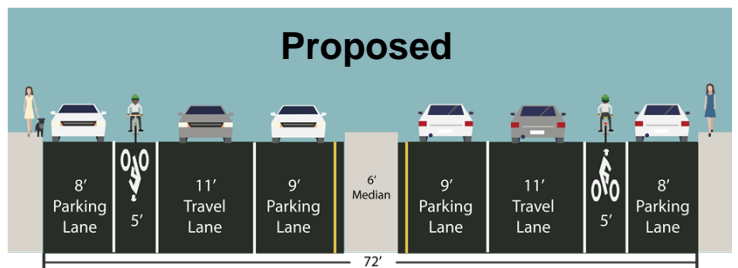 Proposed
8’
Parking
Lane
5’
11’
Travel
Lane
9’
Parking
Lane
6’
Median
9’
Parking
Lane
11’
Travel
Lane
5’
8’
Parking
Lane
72’